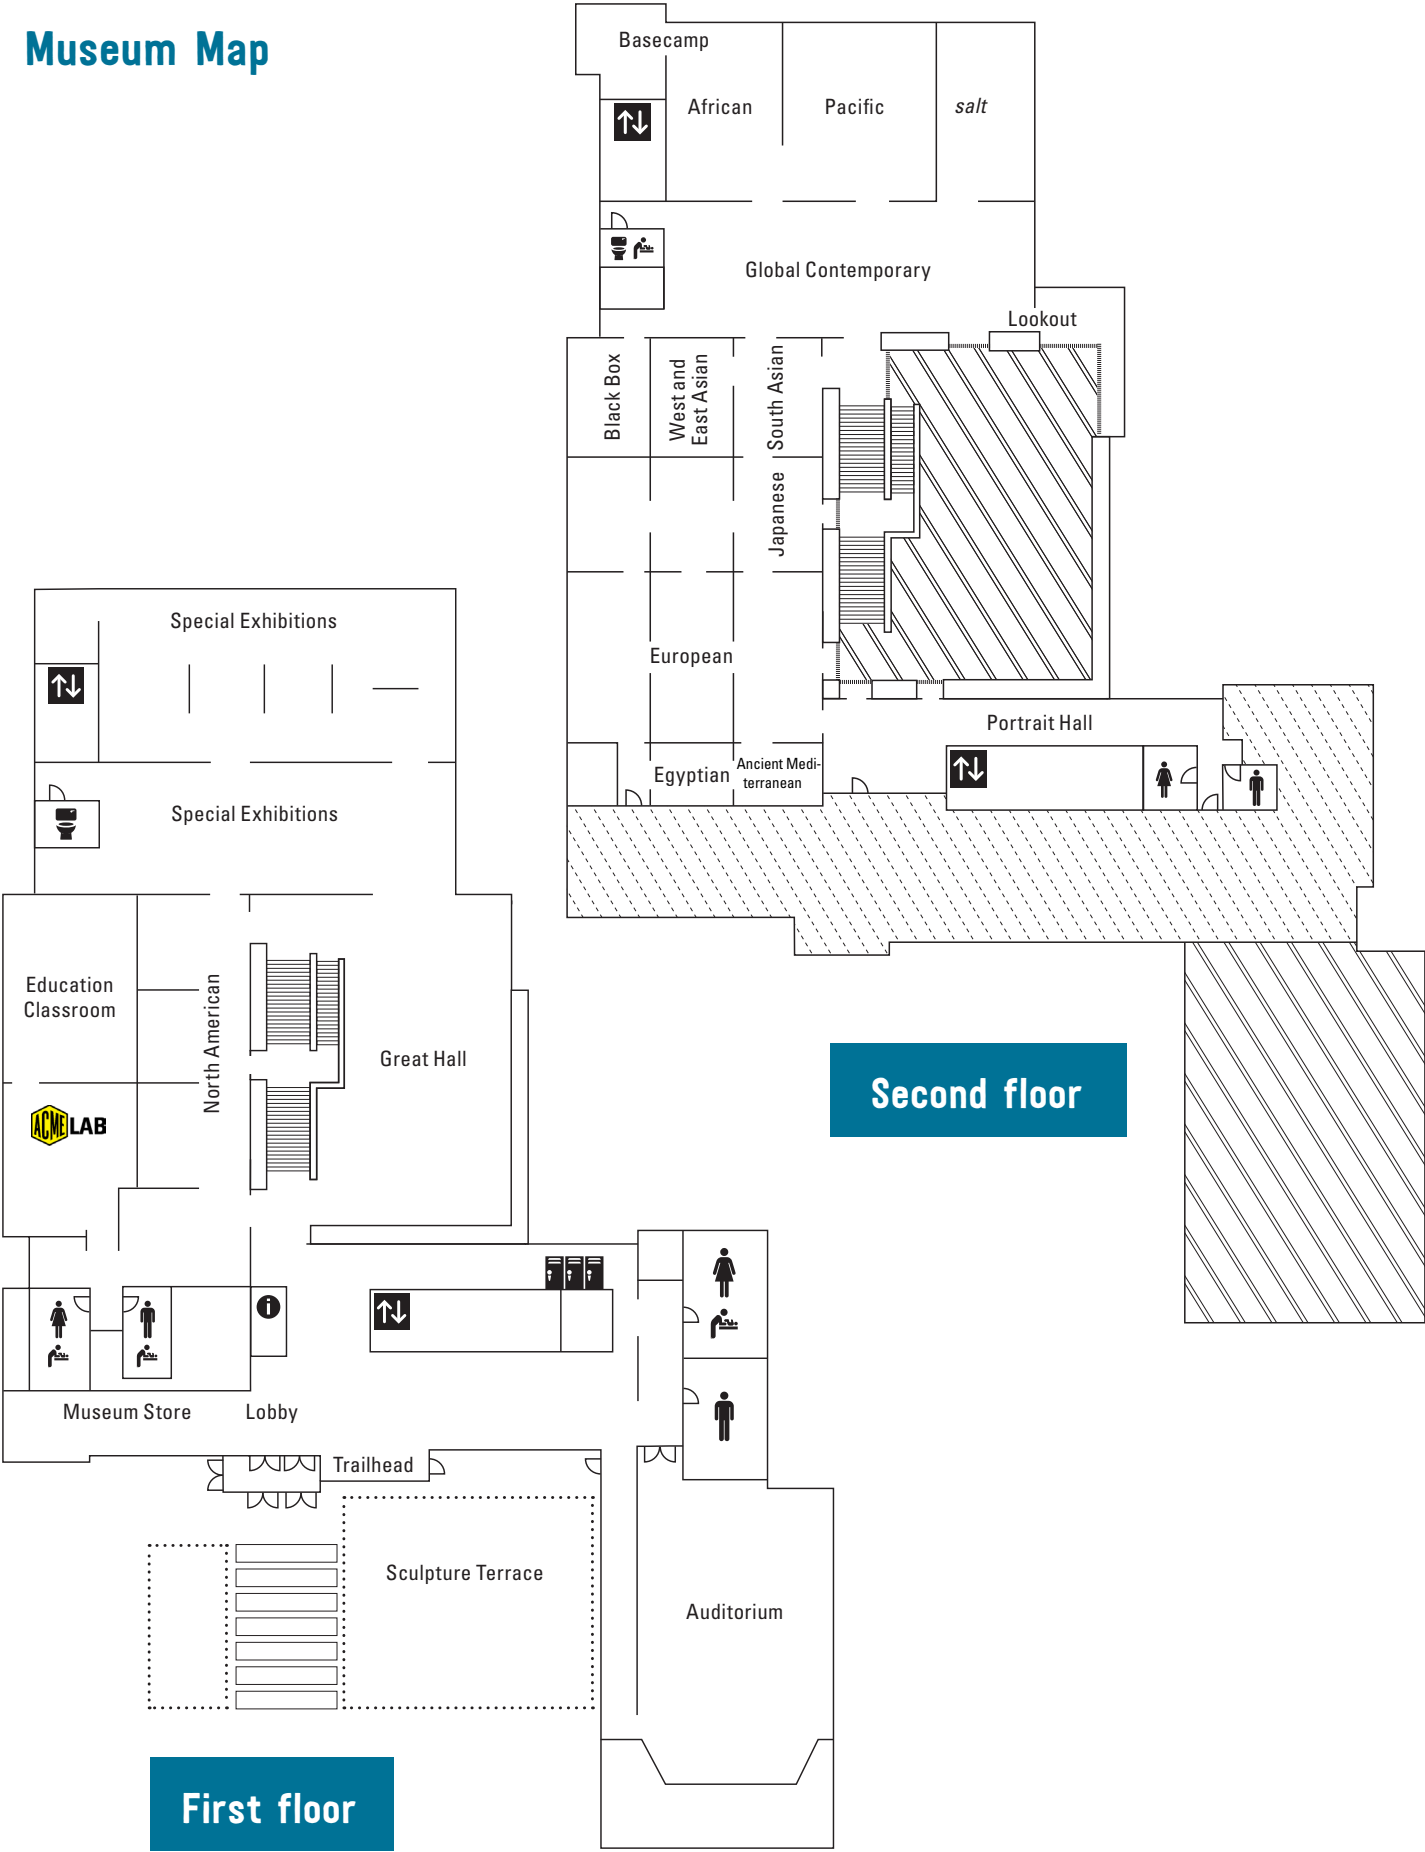 Museum Map
Basecamp
African
Pacific
salt
Global Contemporary
Lookout
Black Box
West and
East Asian
South Asian
Japanese
European
Portrait Hall
Egyptian
Ancient Medi-
terranean
Second floor
Special Exhibitions
Special Exhibitions
Education
Classroom
North American
Great Hall
ACME LAB
i
Museum Store
Lobby
Trailhead
Sculpture Terrace
Auditorium
First floor